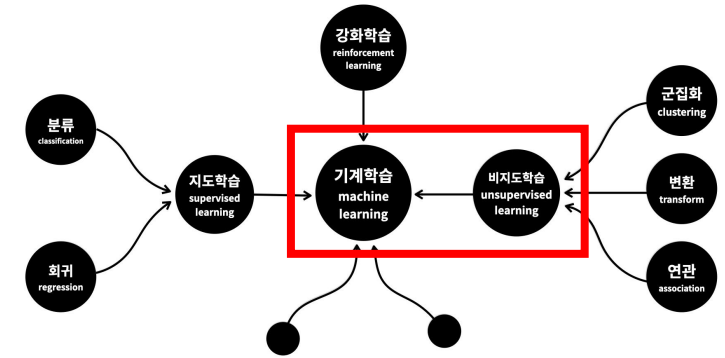 강화학습
reinforcement
learning
분류
classification
지도학습
supervised
learning
회귀
regression
기계학습
machine
learning
비지도학습
unsupervised
learning
군집화
clustering
변환
transform
연관
association